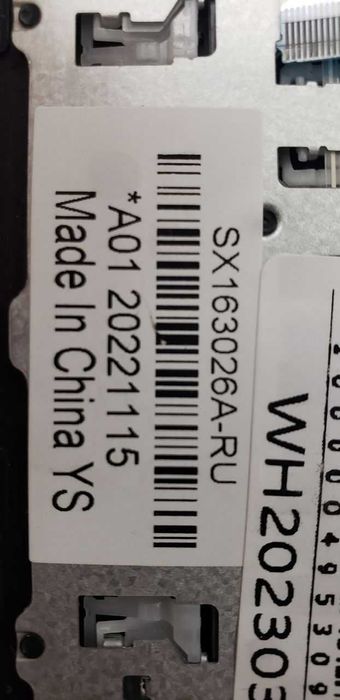 SX163026A-RU
*A01 20221115
Made In China YS
WH202303